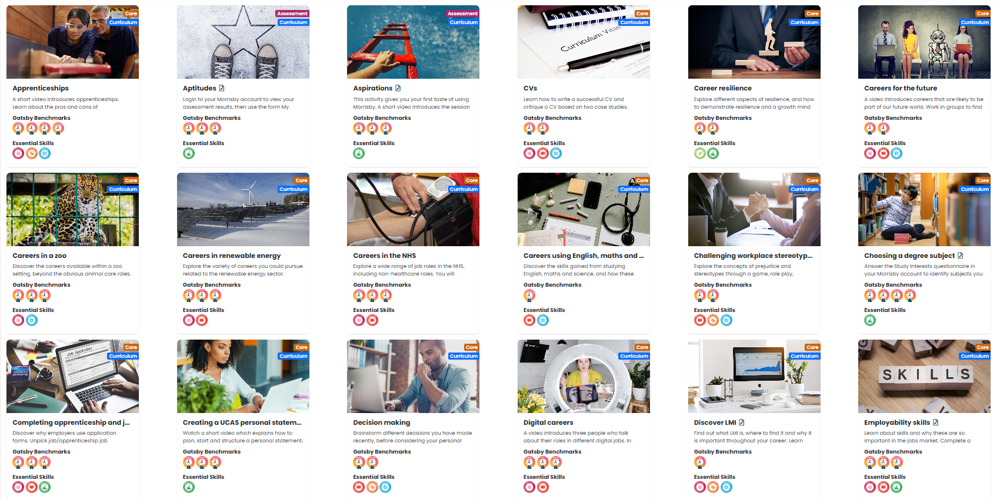 Core
Curriculum
Apprenticeships
A short video introduces apprenticeships.
Learn about the pros and cons of
Gatsby Benchmarks
Essential Skills
Assessment
Curriculum
Aptitudes
Login to your Morrisby account to view your
assessment results, then use the form My
Gatsby Benchmarks
Essential Skills
Assessment
Curriculum
Aspirations
This activity gives you your first taste of using
Morrisby. A short video introduces the session
Gatsby Benchmarks
Essential Skills
Core
Curriculum
Curriculum Vitae
CVs
Learn how to write a successful CV and
critique a CV based on two case studies.
Gatsby Benchmarks
Essential Skills
Core
Curriculum
Career resilience
Explore different aspects of resilience, and how
to demonstrate resilience and a growth mind
Gatsby Benchmarks
Essential Skills
Core
Curriculum
Careers for the future
A video introduces careers that are likely to be
part of our future world. Work in groups to find
Gatsby Benchmarks
Essential Skills
Core
Curriculum
Careers in a zoo
Discover the careers available within a zoo
setting, beyond the obvious animal care roles.
Gatsby Benchmarks
Essential Skills
Core
Curriculum
Careers in renewable energy
Explore the variety of careers you could pursue
related to the renewable energy sector.
Gatsby Benchmarks
Essential Skills
Core
Curriculum
Careers in the NHS
Explore a wide range of job roles in the NHS,
including non-healthcare roles. You will
Gatsby Benchmarks
Essential Skills
Core
Curriculum
Careers using English, maths and ...
Discover the skills gained from studying
English, maths and science, and how these
Gatsby Benchmarks
Essential Skills
Core
Curriculum
Challenging workplace stereotyp...
Explore the concepts of prejudice and
stereotypes through a game, role play,
Gatsby Benchmarks
Essential Skills
Core
Curriculum
Choosing a degree subject
Answer the Study Interests questionnaire in
your Morrisby account to identify subjects you
Gatsby Benchmarks
Essential Skills
Core
Curriculum
Job Application
Completing apprenticeship and j...
Discover why employers use application
forms. Unpick job/apprenticeship job
Gatsby Benchmarks
Essential Skills
Core
Curriculum
Creating a UCAS personal statem...
Watch a short video which explains how to
plan, start and structure a personal statement.
Gatsby Benchmarks
Essential Skills
Core
Curriculum
Decision making
Brainstorm different decisions you have made
recently, before considering your personal
Gatsby Benchmarks
Essential Skills
Core
Curriculum
Digital careers
A video introduces three people who talk
about their roles in different digital jobs. In
Gatsby Benchmarks
Essential Skills
Core
Curriculum
Discover LMI
Find out what LMI is, where to find it and why it
is important throughout your career. Learn
Gatsby Benchmarks
Essential Skills
Core
Curriculum
SKILLS
Employability skills
Learn about skills and why these are so
important in the jobs market. Complete a
Gatsby Benchmarks
Essential Skills